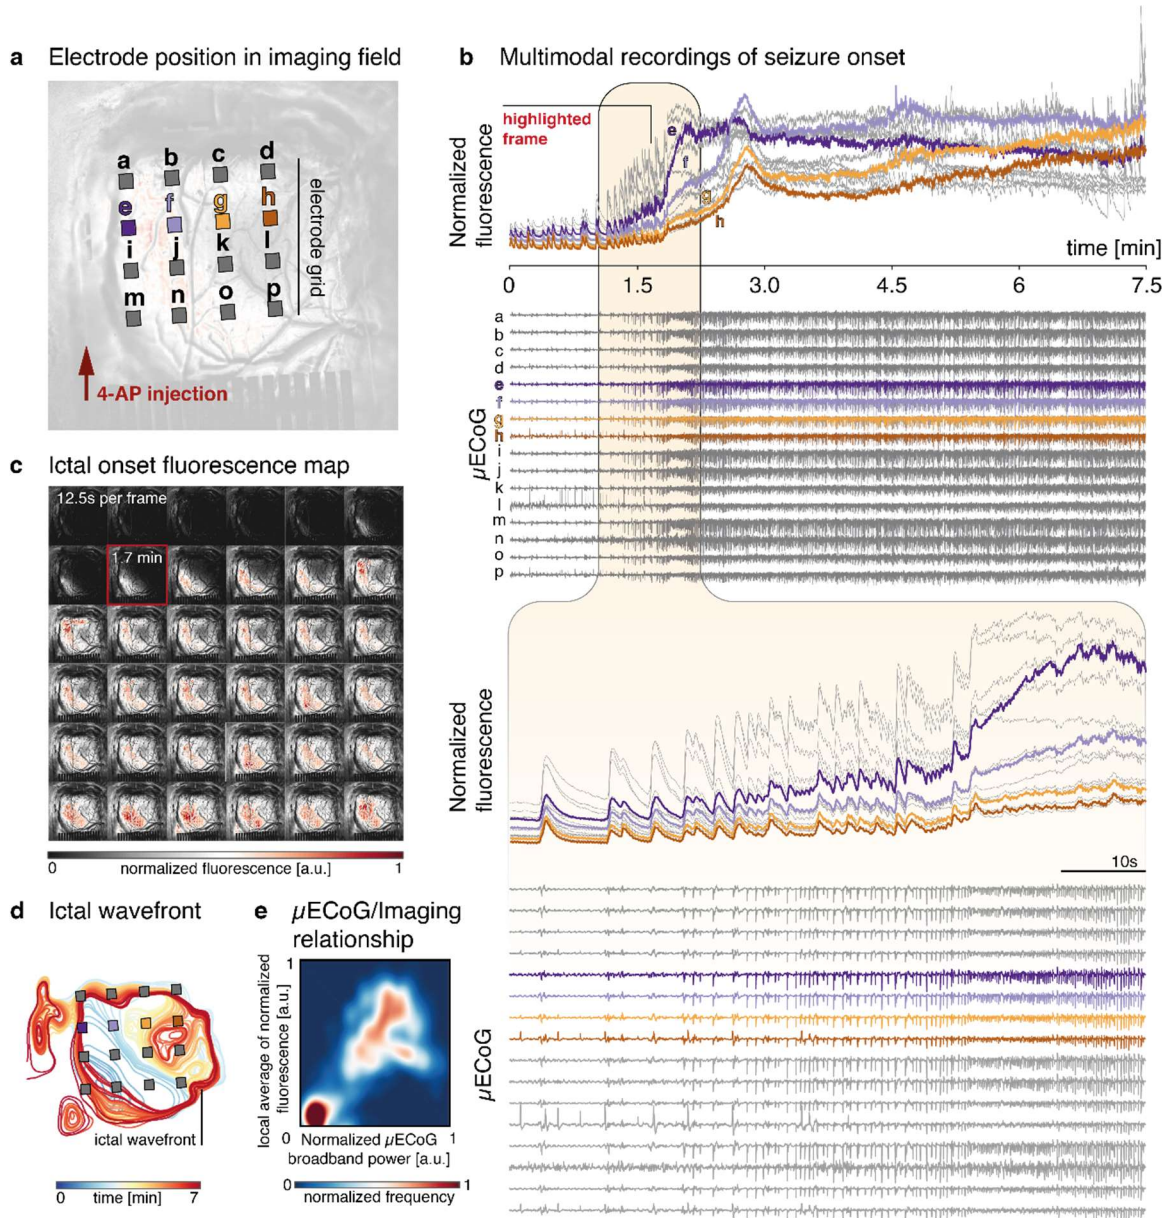 a Electrode position in imaging field
a b c d
e f g h
i j k l
m n o p
electrode grid
4-AP injection
b Multimodal recordings of seizure onset
highlighted
frame
Normalized
fluorescence
e
f
g
h
time [min]
0 1.5 3.0 4.5 6 7.5
µECoG
a
b
c
d
e
f
g
h
i
j
k
l
m
n
o
p
Normalized
fluorescence
10s
µECoG
c Ictal onset fluorescence map
12.5s per frame
1.7 min
0 normalized fluorescence [a.u.] 1
d Ictal wavefront
ictal wavefront
0 time [min] 7
e µECoG/Imaging
relationship
1
local average of normalized
fluorescence [a.u.]
0 Normalized µECoG 1
broadband power [a.u.]
0 normalized frequency 1